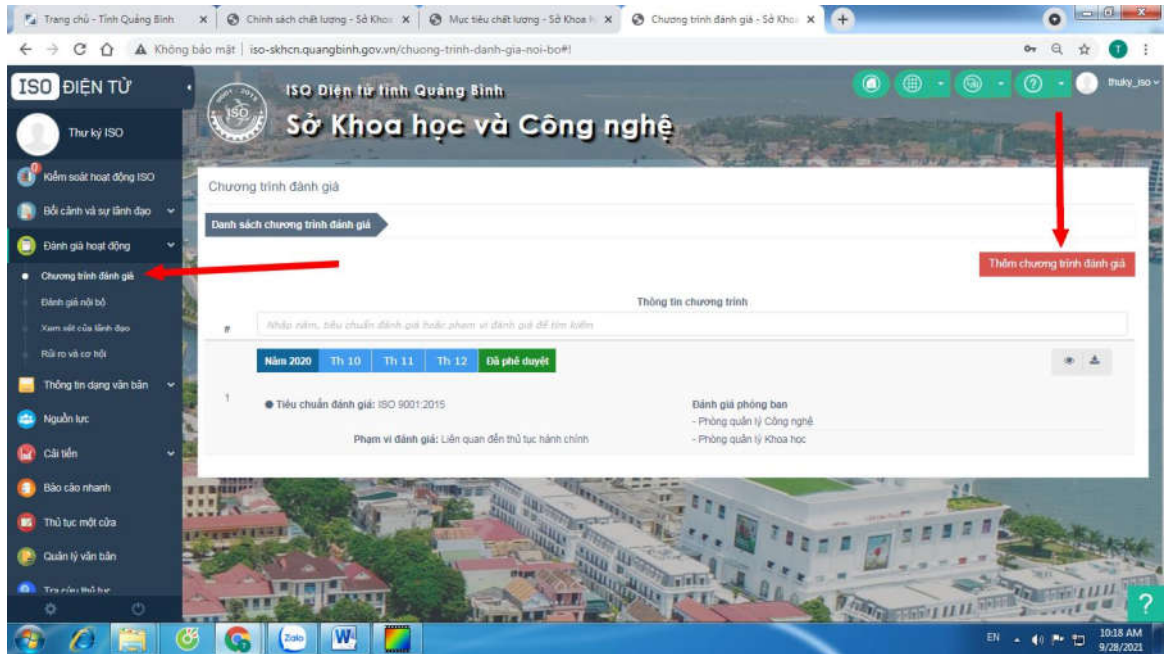 Trang chủ - Tỉnh Quảng Bình
Chính sách chất lượng - Sở Khoa
Mục tiêu chất lượng - Sở Khoa
Chương trình đánh giá - Sở Kho
Không bảo mật | iso-skhcn.quangbinh.gov.vn/chuong-trinh-danh-gia-noi-bo#!
T
ISO ĐIỆN TỬ
ISO Điện tử tỉnh Quảng Bình
Sở Khoa học và Công nghệ
thuky_iso
Thư ký ISO
Kiểm soát hoạt động ISO
Bối cảnh và sự lãnh đạo
Đánh giá hoạt động
Chương trình đánh giá
Đánh giá nội bộ
Xem xét của lãnh đạo
Rủi ro và cơ hội
Thông tin dạng văn bản
Nguồn lực
Cải tiến
Báo cáo nhanh
Thủ tục một cửa
Quản lý văn bản
Tra cứu thủ tục
Chương trình đánh giá
Danh sách chương trình đánh giá
Thêm chương trình đánh giá
# Thông tin chương trình
Nhập năm, tiêu chuẩn đánh giá hoặc phạm vi đánh giá để tìm kiếm
Năm 2020 Th 10 Th 11 Th 12 Đã phê duyệt
1
Tiêu chuẩn đánh giá: ISO 9001:2015
Phạm vi đánh giá: Liên quan đến thủ tục hành chính
Đánh giá phòng ban
- Phòng quản lý Công nghệ
- Phòng quản lý Khoa học
?
Zalo
W
EN
10:18 AM
9/28/2021